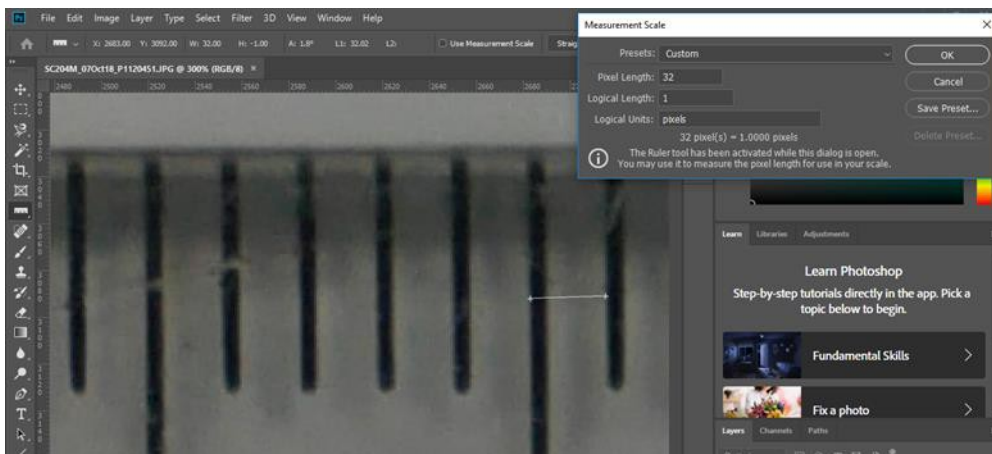 Ps File Edit Image Layer Type Select Filter 3D View Window Help
X: 2683.00 Y: 3092.00 W: 32.00 H: -1.00 A: 1.8° L1: 32.02 L2: Use Measurement Scale Straig
SC204M_07Oct18_P1120451.JPG @ 300% (RGB/8) ×
2480 2500 2520 2540 2560 2580 2600 2620 2640 2660 2680
Measurement Scale
Presets: Custom
Pixel Length: 32
Logical Length: 1
Logical Units: pixels
32 pixel(s) = 1.0000 pixels
The Ruler tool has been activated while this dialog is open.
You may use it to measure the pixel length for use in your scale.
OK
Cancel
Save Preset...
Delete Preset...
Learn Libraries Adjustments
Learn Photoshop
Step-by-step tutorials directly in the app. Pick a
topic below to begin.
Fundamental Skills
Fix a photo
Layers Channels Paths